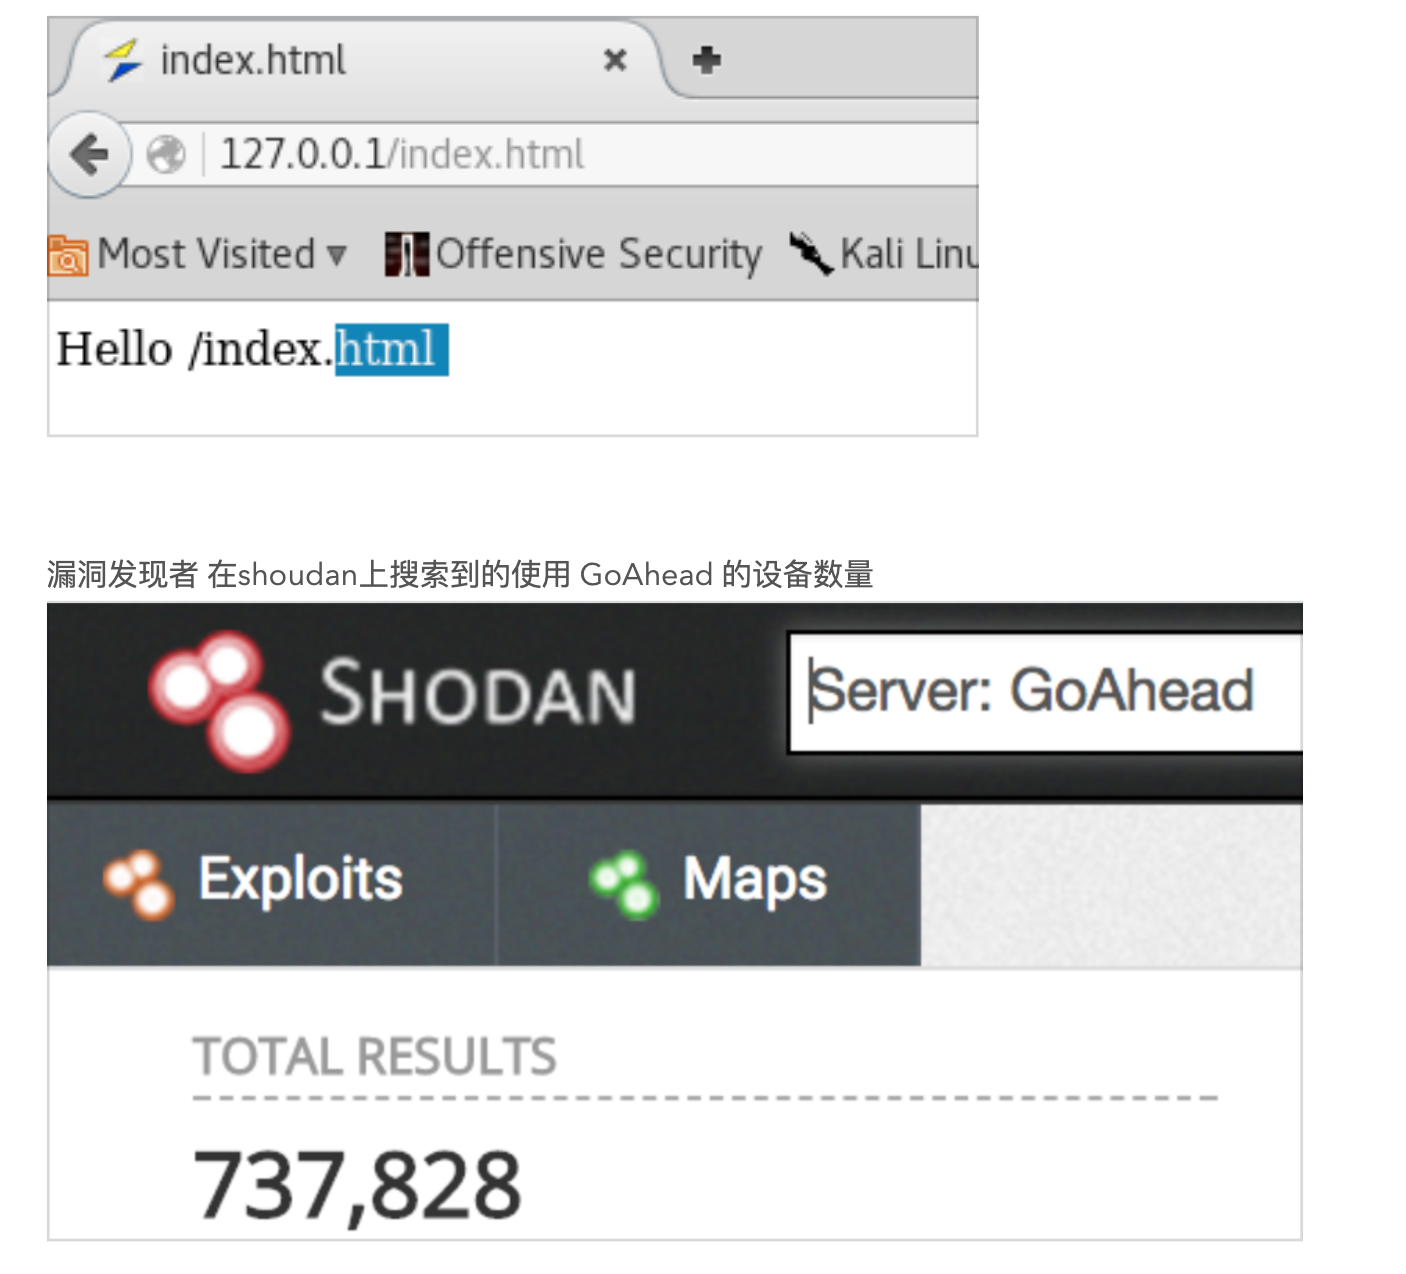 index.html
127.0.0.1/index.html
Most Visited Offensive Security Kali Linu
Hello /index.html
漏洞发现者 在shoudan上搜索到的使用 GoAhead 的设备数量
SHODAN Server: GoAhead
Exploits Maps
TOTAL RESULTS
737,828